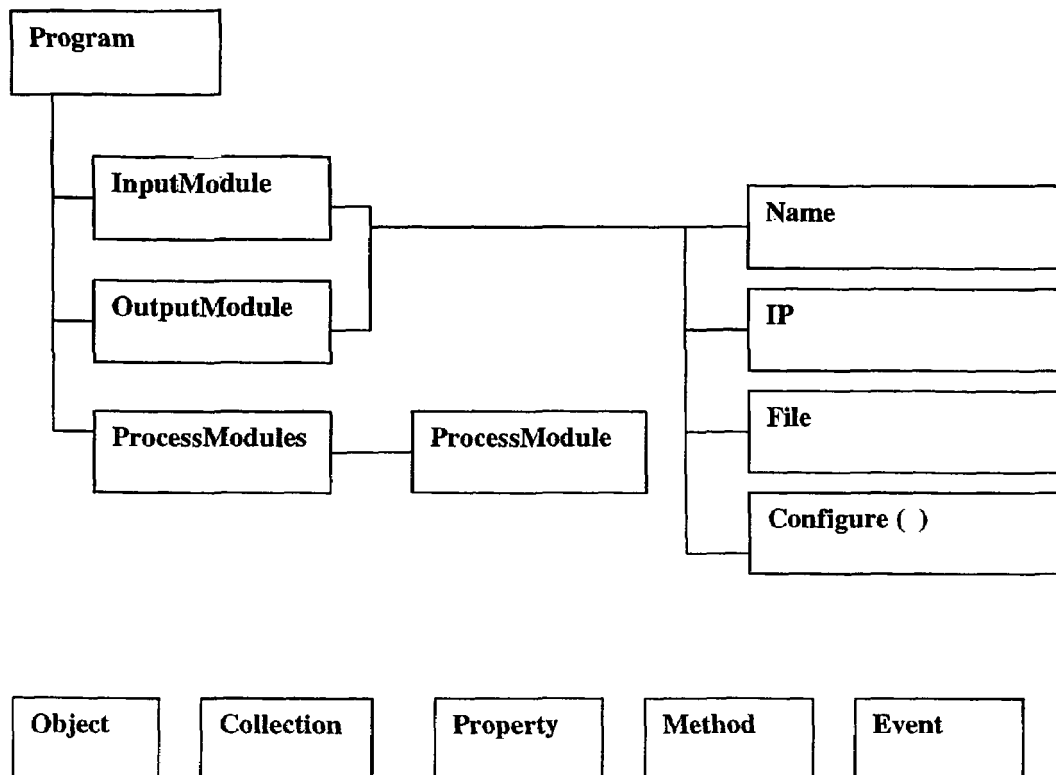 Program
InputModule
Name
OutputModule
IP
ProcessModules
ProcessModule
File
Configure ( )
Object
Collection
Property
Method
Event